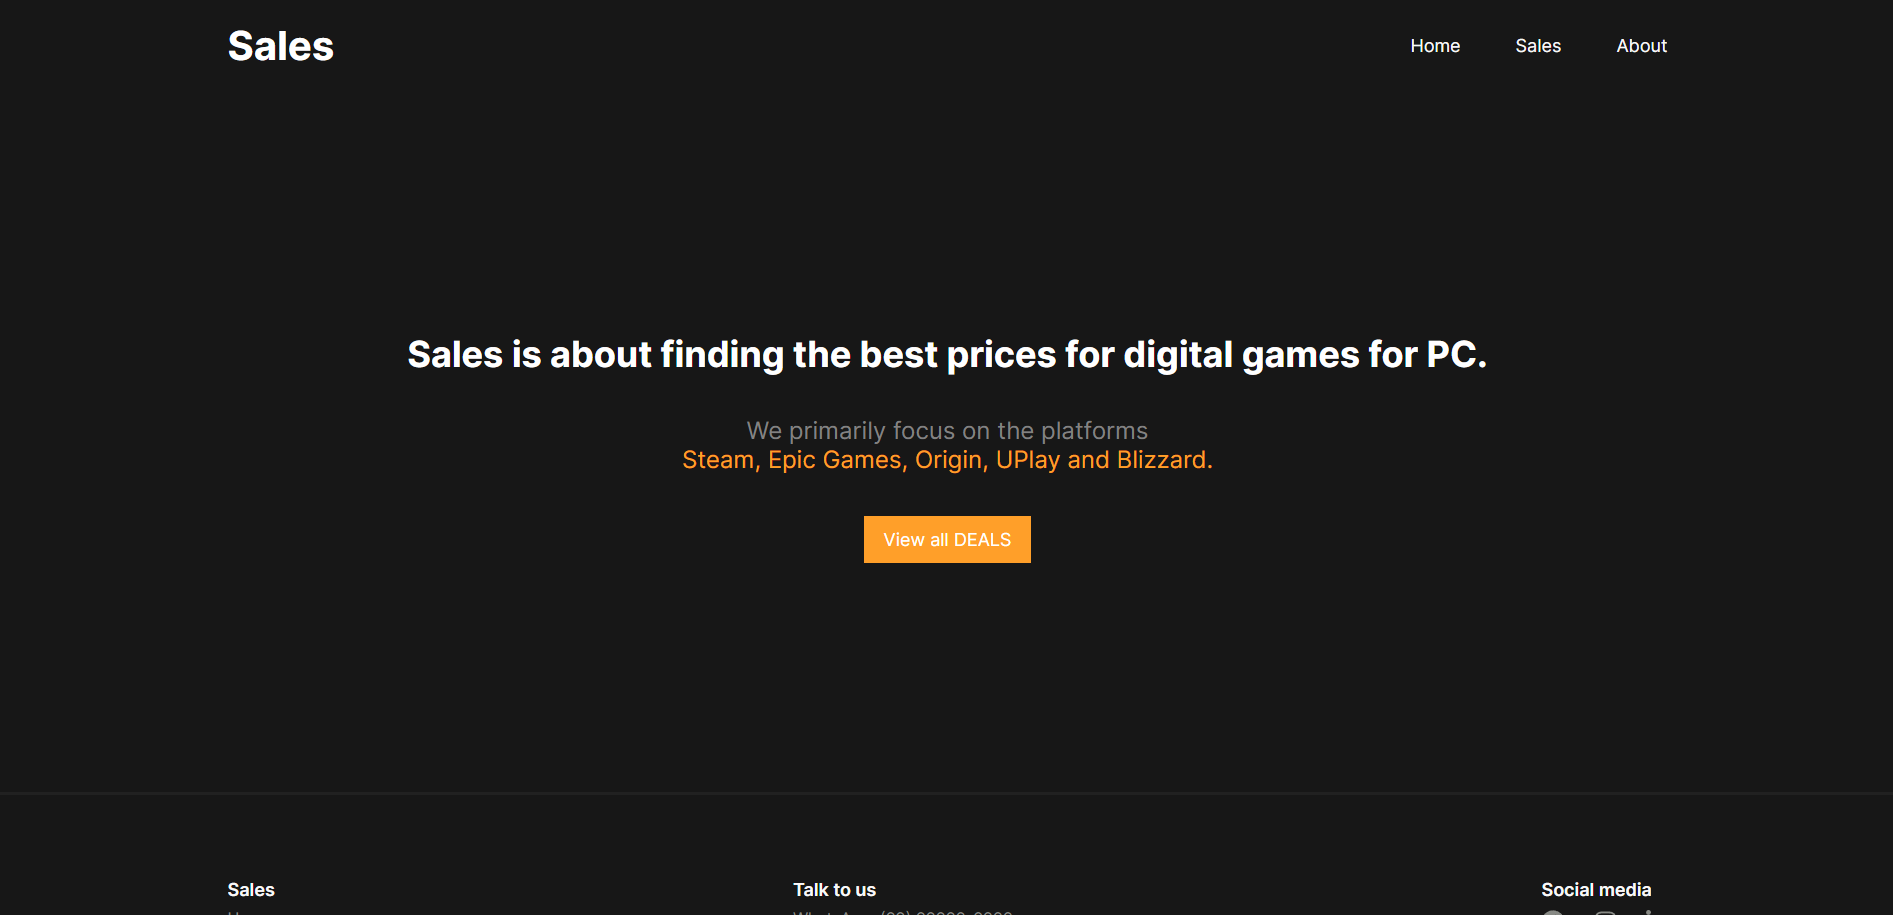 Sales
Home Sales About
Sales is about finding the best prices for digital games for PC.
We primarily focus on the platforms
Steam, Epic Games, Origin, UPlay and Blizzard.
View all DEALS
Sales Talk to us Social media